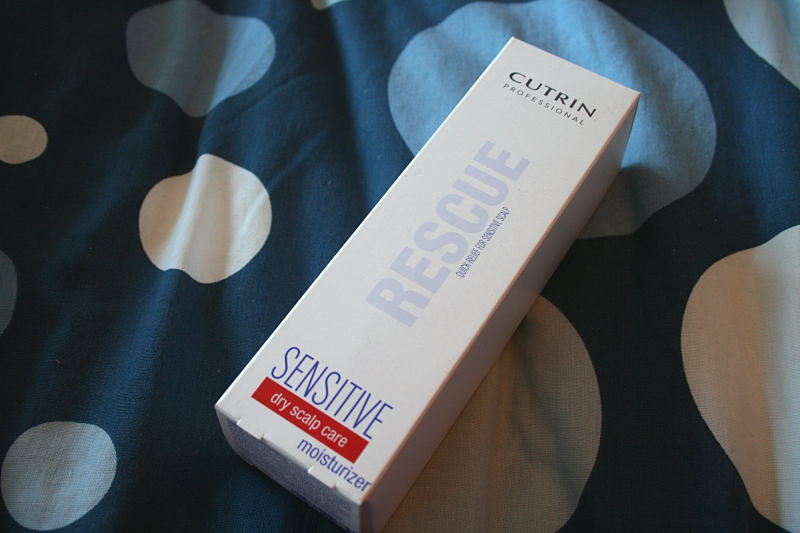 CUTRIN
PROFESSIONAL
RESCUE
QUICK RELIEF FOR SENSITIVE SCALP
SENSITIVE
dry scalp care
moisturizer